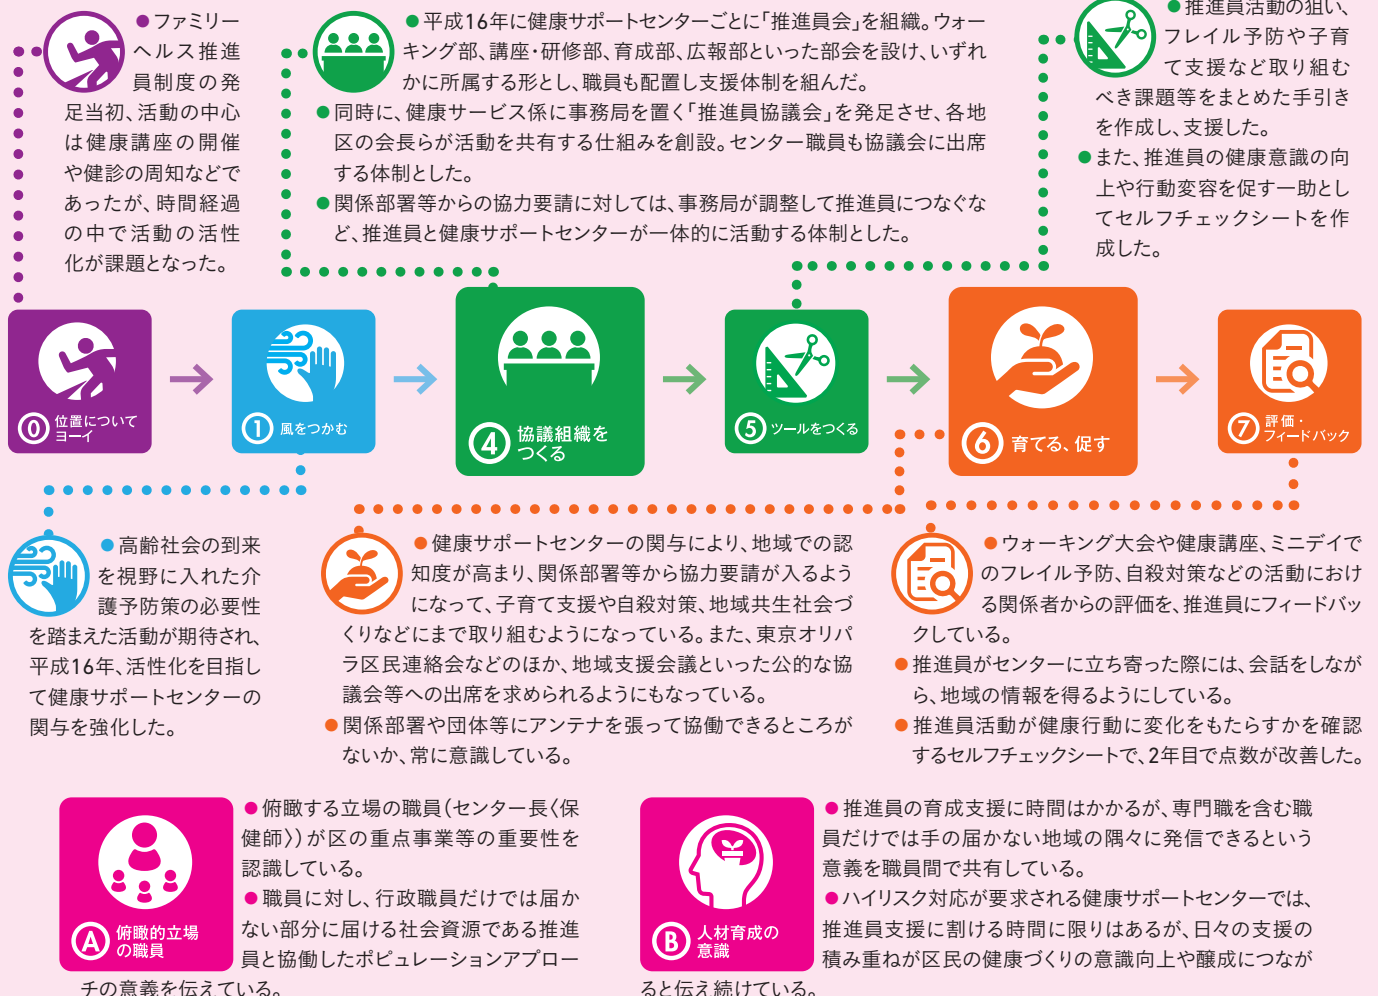 ●ファミリー
ヘルス推進
員制度の発
足当初、活動の中心
は健康講座の開催
や健診の周知などで
あったが、時間経過
の中で活動の活性
化が課題となった。
●平成16年に健康サポートセンターごとに「推進員会」を組織。ウォー
キング部、講座・研修部、育成部、広報部といった部会を設け、いずれ
かに所属する形とし、職員も配置し支援体制を組んだ。
●同時に、健康サービス係に事務局を置く「推進員協議会」を発足させ、各地
区の会長らが活動を共有する仕組みを創設。センター職員も協議会に出席
する体制とした。
●関係部署等からの協力要請に対しては、事務局が調整して推進員につなぐな
ど、推進員と健康サポートセンターが一体的に活動する体制とした。
●推進員活動の狙い、
フレイル予防や子育
て支援など取り組む
べき課題等をまとめた手引き
を作成し、支援した。
●また、推進員の健康意識の向
上や行動変容を促す一助とし
てセルフチェックシートを作
成した。
0 位置について
ヨーイ
1 風をつかむ
4 協議組織を
つくる
5 ツールをつくる
6 育てる、促す
7 評価・
フィードバック
●高齢社会の到来
を視野に入れた介
護予防策の必要性
を踏まえた活動が期待され、
平成16年、活性化を目指し
て健康サポートセンターの
関与を強化した。
●健康サポートセンターの関与により、地域での認
知度が高まり、関係部署等から協力要請が入るよう
になって、子育て支援や自殺対策、地域共生社会づ
くりなどにまで取り組むようになっている。また、東京オリパ
ラ区民連絡会などのほか、地域支援会議といった公的な協
議会等への出席を求められるようにもなっている。
●関係部署や団体等にアンテナを張って協働できるところが
ないか、常に意識している。
●ウォーキング大会や健康講座、ミニデイで
のフレイル予防、自殺対策などの活動におけ
る関係者からの評価を、推進員にフィードバッ
クしている。
●推進員がセンターに立ち寄った際には、会話をしなが
ら、地域の情報を得るようにしている。
●推進員活動が健康行動に変化をもたらすかを確認
するセルフチェックシートで、2年目で点数が改善した。
A 俯瞰的立場
の職員
●俯瞰する立場の職員(センター長〈保
健師〉)が区の重点事業等の重要性を
認識している。
●職員に対し、行政職員だけでは届か
ない部分に届ける社会資源である推進
員と協働したポピュレーションアプロー
チの意義を伝えている。
B 人材育成の
意識
●推進員の育成支援に時間はかかるが、専門職を含む職
員だけでは手の届かない地域の隅々に発信できるという
意義を職員間で共有している。
●ハイリスク対応が要求される健康サポートセンターでは、
推進員支援に割ける時間に限りはあるが、日々の支援の
積み重ねが区民の健康づくりの意識向上や醸成につなが
ると伝え続けている。